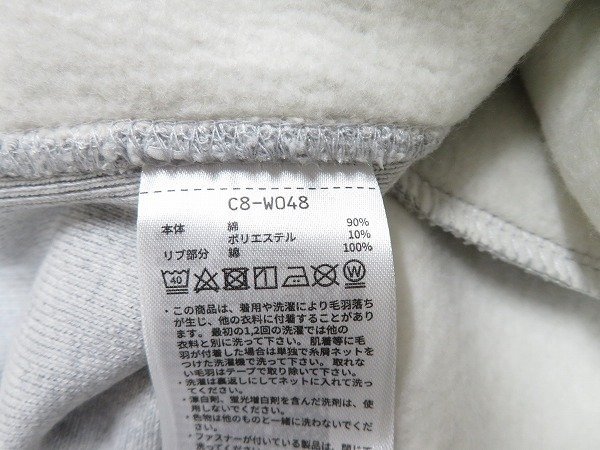 C8-W048
本体 綿 90%
ポリエステル 10%
リブ部分 綿 100%
40
・この商品は、着用や洗濯により毛羽落ち
が生じ、他の衣料に付着することがあり
ます。最初の1,2回の洗濯では他の
衣料と別に洗って下さい。肌着等に毛
羽が付着した場合は単独で糸屑ネットを
つけた洗濯機で洗って下さい。取れな
い毛羽はテープで取り除いて下さい。
・洗濯は裏返しにしてネットに入れて洗っ
てください。
・漂白剤、蛍光増白剤を含んだ洗剤は、使
用しないでください。
・色物は他のものと一緒に洗わないでくだ
さい。
・ファスナーが付いている製品は、閉じて